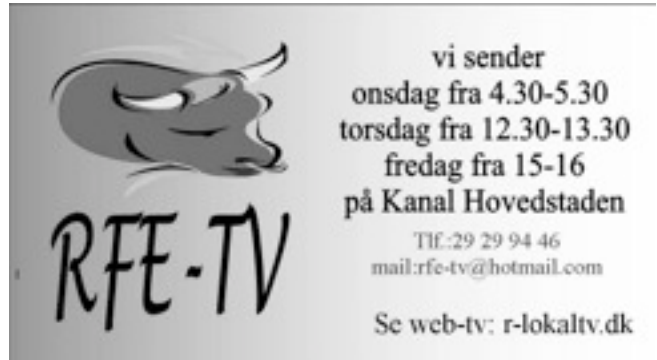 RFE-TV
vi sender
onsdag fra 4.30-5.30
torsdag fra 12.30-13.30
fredag fra 15-16
på Kanal Hovedstaden
Tlf.:29 29 94 46
mail:rfe-tv@hotmail.com
Se web-tv: r-lokaltv.dk